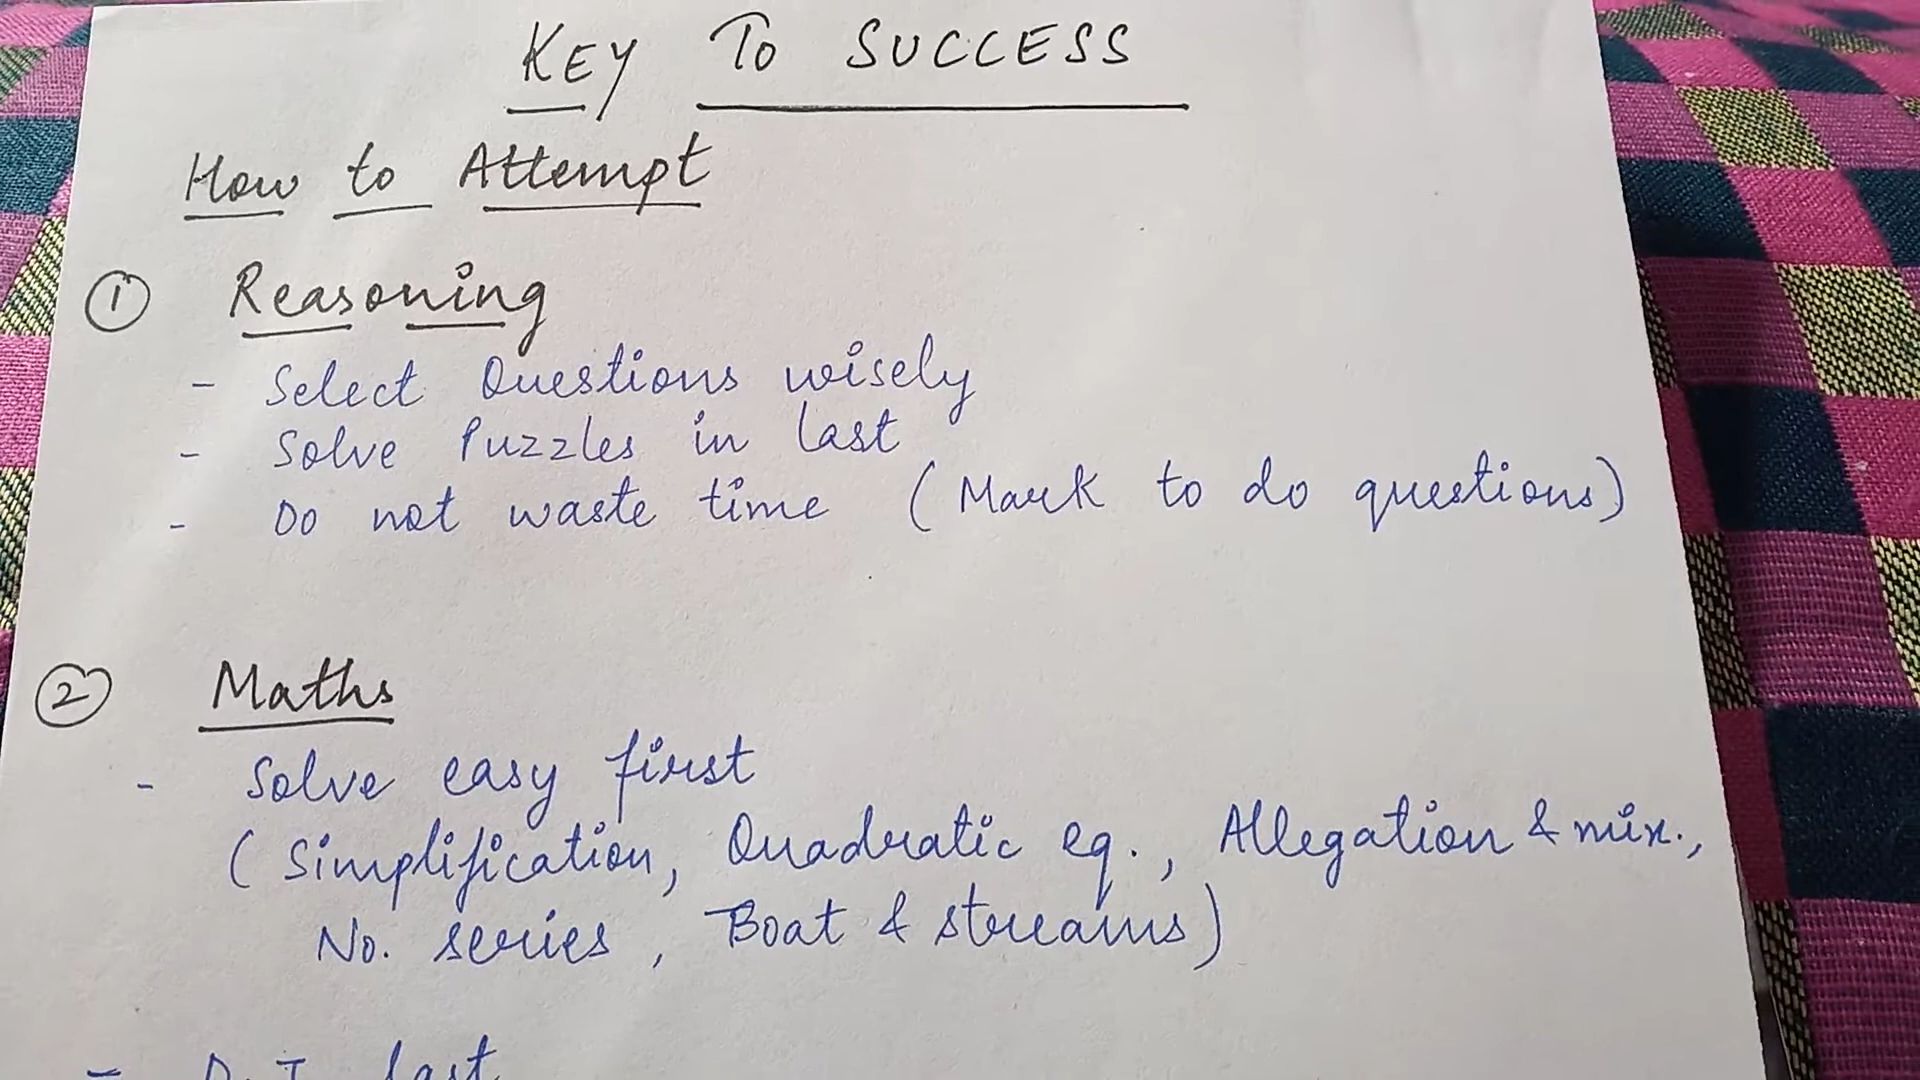 KEY To SUCCESS
How to Attempt
① Reasoning
- Select Questions wisely
- Solve Puzzles in last
- Do not waste time (Mark to do questions)
② Maths
- Solve easy first
(Simplification, Quadratic eq., Allegation & mix.,
No. series, Boat & streams)
- D.I last